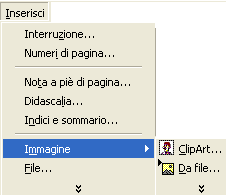 Inserisci
Interruzione...
Numeri di pagina...
Nota a piè di pagina...
Didascalia...
Indici e sommario...
Immagine
ClipArt...
File...
Da file...